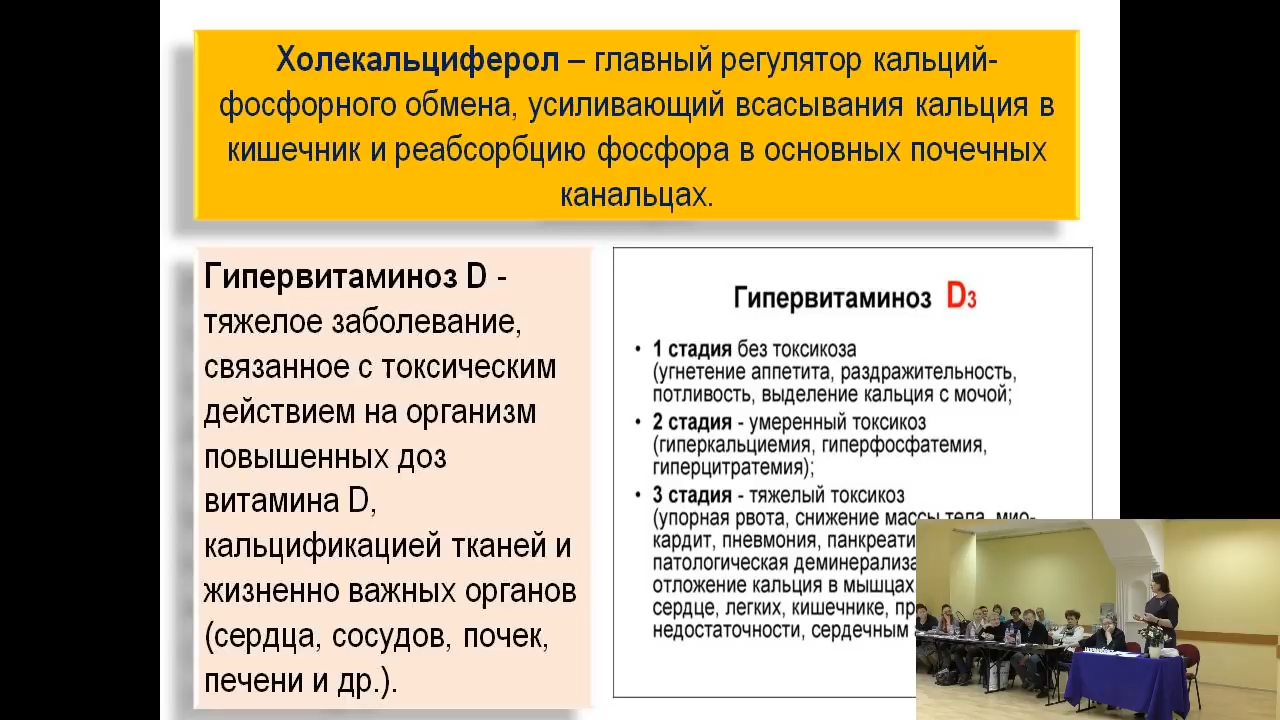 Холекальциферол – главный регулятор кальций-
фосфорного обмена, усиливающий всасывания кальция в
кишечник и реабсорбцию фосфора в основных почечных
канальцах.
Гипервитаминоз D -
тяжелое заболевание,
связанное с токсическим
действием на организм
повышенных доз
витамина D,
кальцификацией тканей и
жизненно важных органов
(сердца, сосудов, почек,
печени и др.).
Гипервитаминоз D3
• 1 стадия без токсикоза
(угнетение аппетита, раздражительность,
потливость, выделение кальция с мочой;
• 2 стадия - умеренный токсикоз
(гиперкальциемия, гиперфосфатемия,
гиперцитратемия);
• 3 стадия - тяжелый токсикоз
(упорная рвота, снижение массы тела, мио-
кардит, пневмония, панкреати
патологическая деминерализа
отложение кальция в мышцах
сердце, легких, кишечнике, пр
недостаточности, сердечным